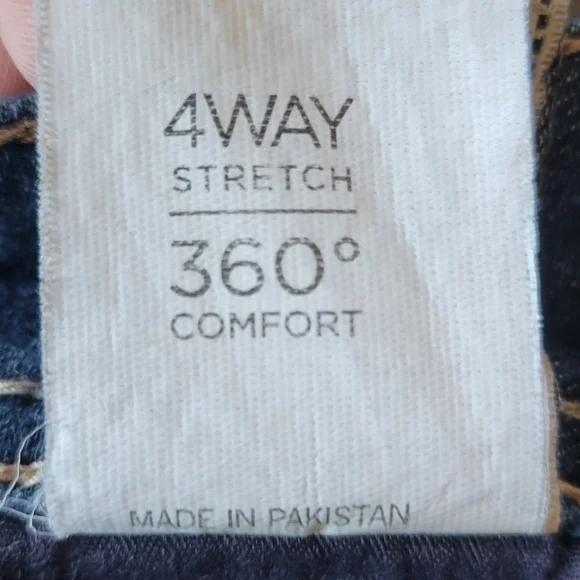 4WAY
STRETCH
360°
COMFORT
MADE IN PAKISTAN